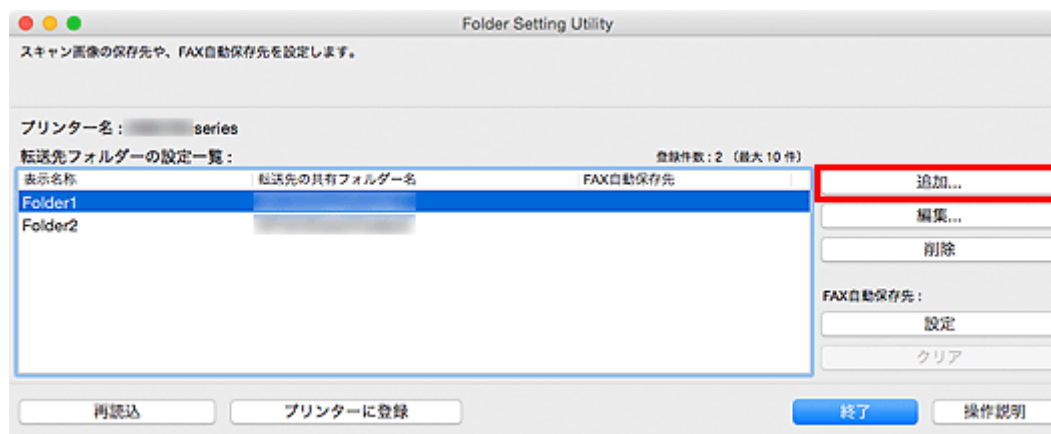 Folder Setting Utility
スキャン画像の保存先や、FAX自動保存先を設定します。
プリンター名: series
転送先フォルダーの設定一覧: 登録件数:2 (最大 10 件)
表示名称 転送先の共有フォルダー名 FAX自動保存先
Folder1
Folder2
追加...
編集...
削除
FAX自動保存先:
設定
クリア
再読込 プリンターに登録 終了 操作説明